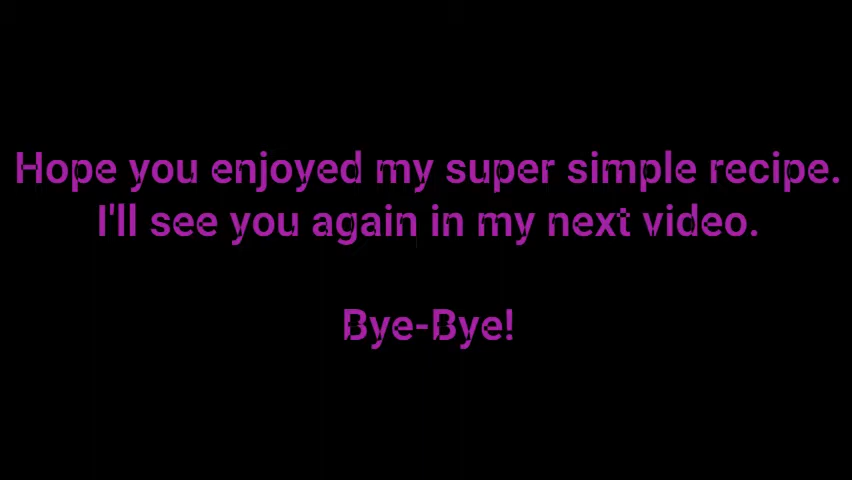 Hope you enjoyed my super simple recipe.
I'll see you again in my next video.
Bye-Bye!